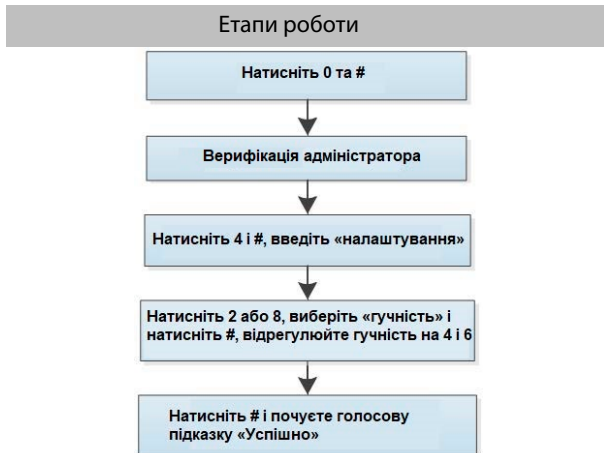 Етапи роботи
Натисніть 0 та #
Верифікація адміністратора
Натисніть 4 і #, введіть «налаштування»
Натисніть 2 або 8, виберіть «гучність» і
натисніть #, відрегулюйте гучність на 4 і 6
Натисніть # і почуєте голосову
підказку «Успішно»